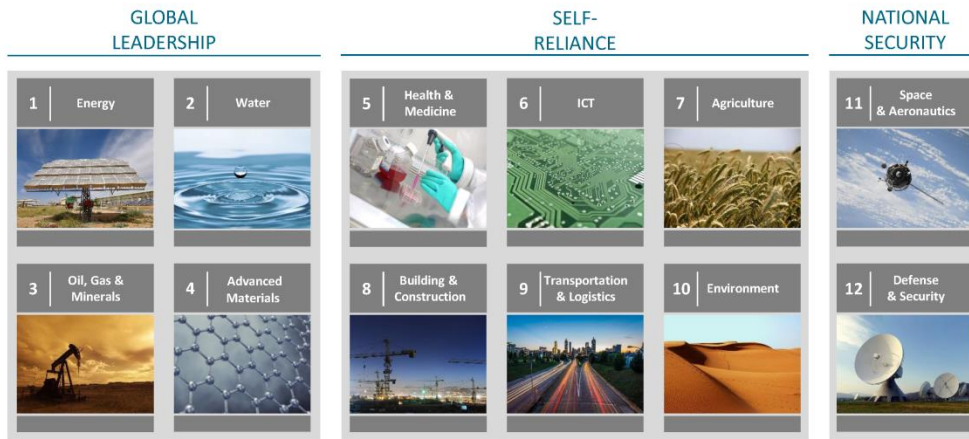 GLOBAL
LEADERSHIP
SELF-
RELIANCE
NATIONAL
SECURITY
1 Energy
2 Water
5 Health &
Medicine
6 ICT
7 Agriculture
11 Space
& Aeronautics
3 Oil, Gas &
Minerals
4 Advanced
Materials
8 Building &
Construction
9 Transportation
& Logistics
10 Environment
12 Defense
& Security